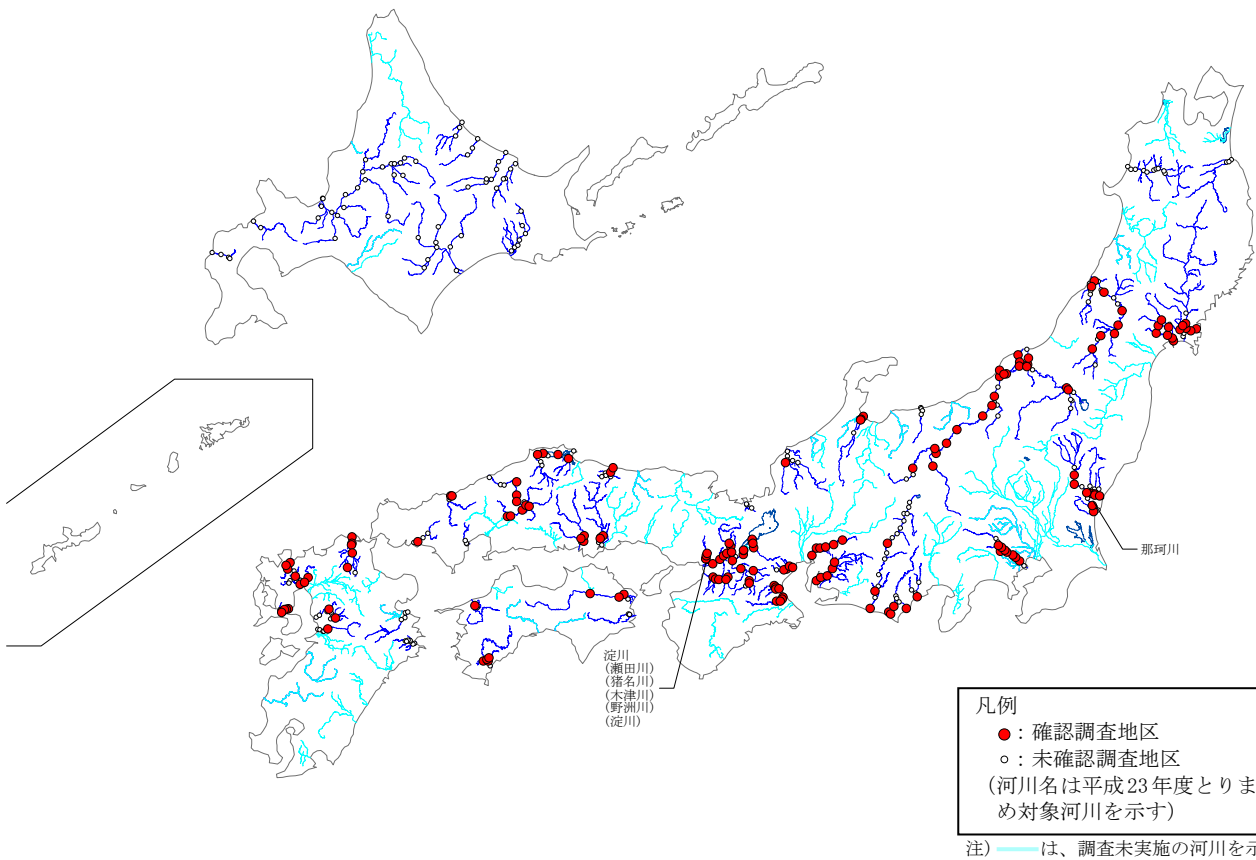 那珂川
淀川
(瀬田川)
(猪名川)
(木津川)
(野洲川)
(淀川)
凡例
：確認調査地区
：未確認調査地区
(河川名は平成23年度とりま
め対象河川を示す)
注) は、調査未実施の河川を示